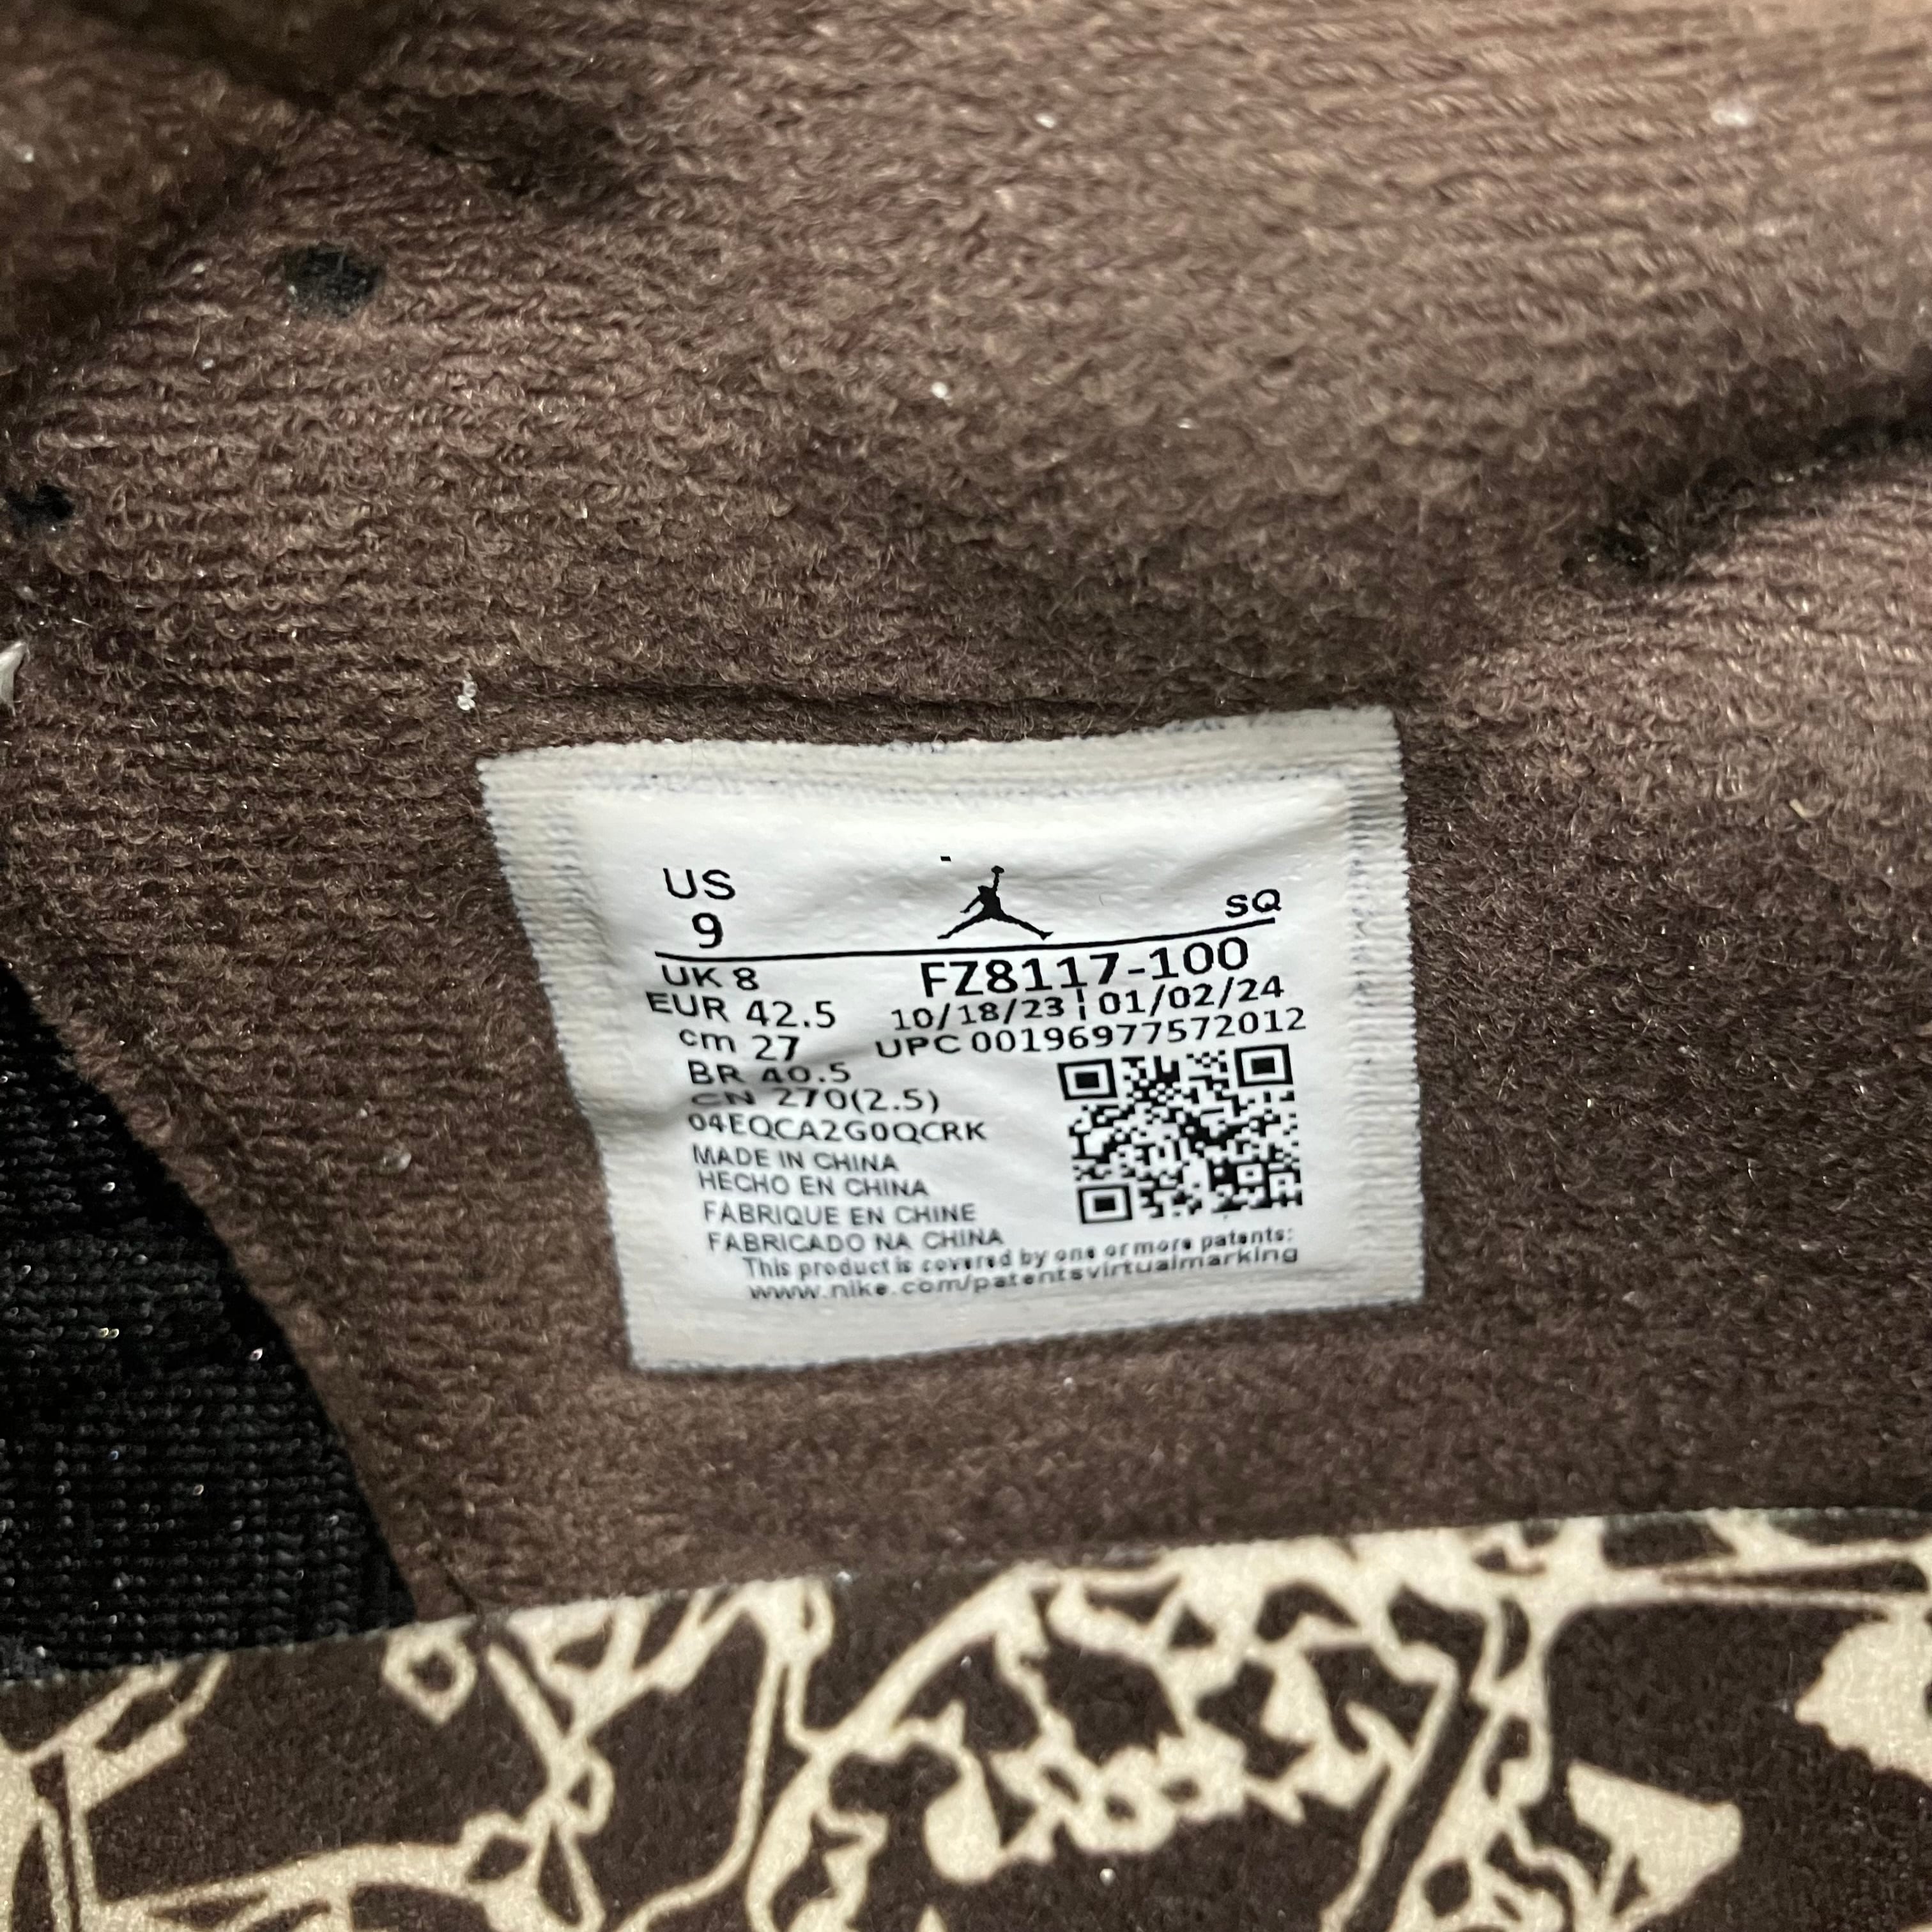 US
9
SQ
UK 8
FZ8117-100
EUR 42.5
10/18/23 | 01/02/24
cm 27
UPC 00196977572012
BR 40.5
CN 270(2.5)
04EQCA2G0QCRK
MADE IN CHINA
HECHO EN CHINA
FABRIQUE EN CHINE
FABRICADO NA CHINA
This product is covered by one or more patents:
www.nike.com/patentsvirtualmarking